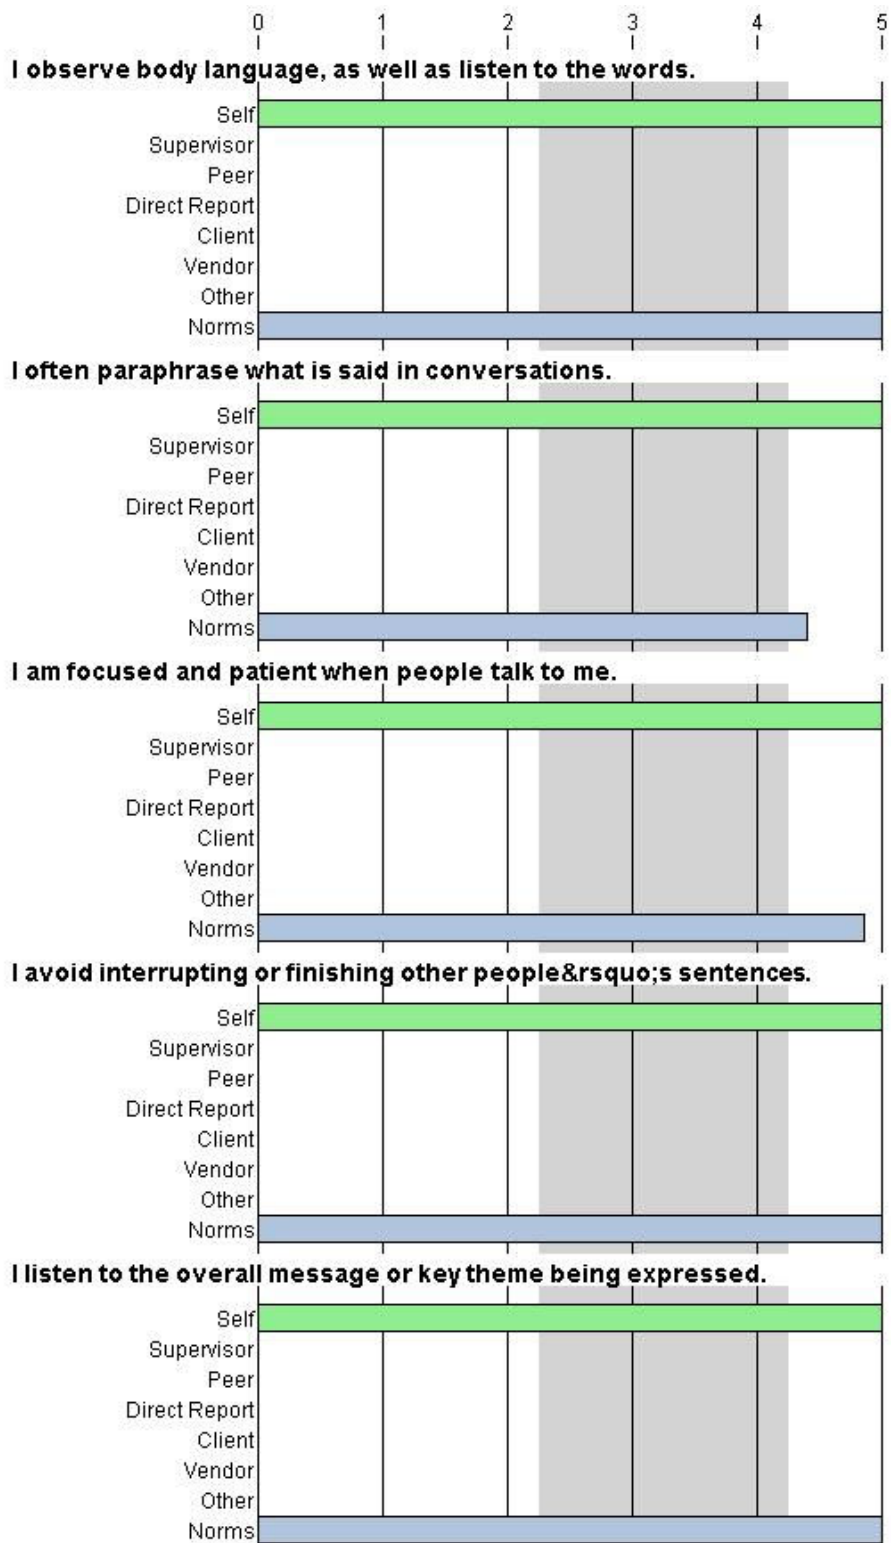 0 1 2 3 4 5
I observe body language, as well as listen to the words.
Self
Supervisor
Peer
Direct Report
Client
Vendor
Other
Norms
I often paraphrase what is said in conversations.
Self
Supervisor
Peer
Direct Report
Client
Vendor
Other
Norms
I am focused and patient when people talk to me.
Self
Supervisor
Peer
Direct Report
Client
Vendor
Other
Norms
I avoid interrupting or finishing other people&rsquo;s sentences.
Self
Supervisor
Peer
Direct Report
Client
Vendor
Other
Norms
I listen to the overall message or key theme being expressed.
Self
Supervisor
Peer
Direct Report
Client
Vendor
Other
Norms